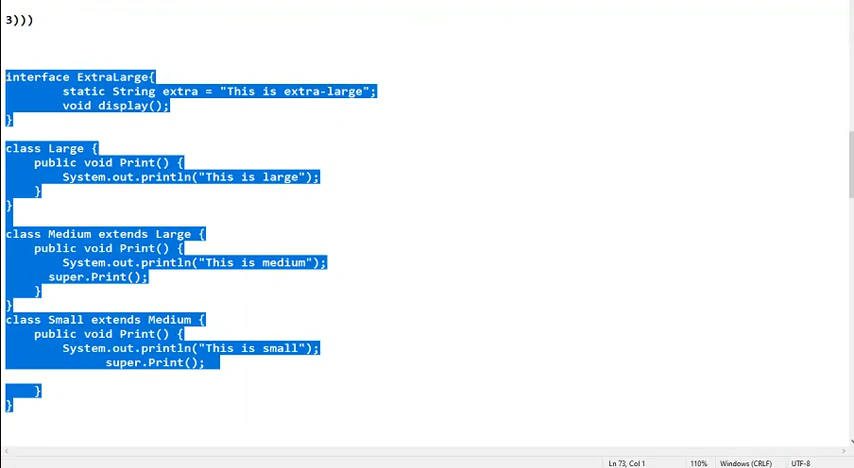 3)))
interface ExtraLarge{
static String extra = "This is extra-large";
void display();
}
class Large {
public void Print() {
System.out.println("This is large");
}
}
class Medium extends Large {
public void Print() {
System.out.println("This is medium");
super.Print();
}
}
class Small extends Medium {
public void Print() {
System.out.println("This is small");
super.Print();
}
}
Ln 73, Col 1 110% Windows (CRLF) UTF-8